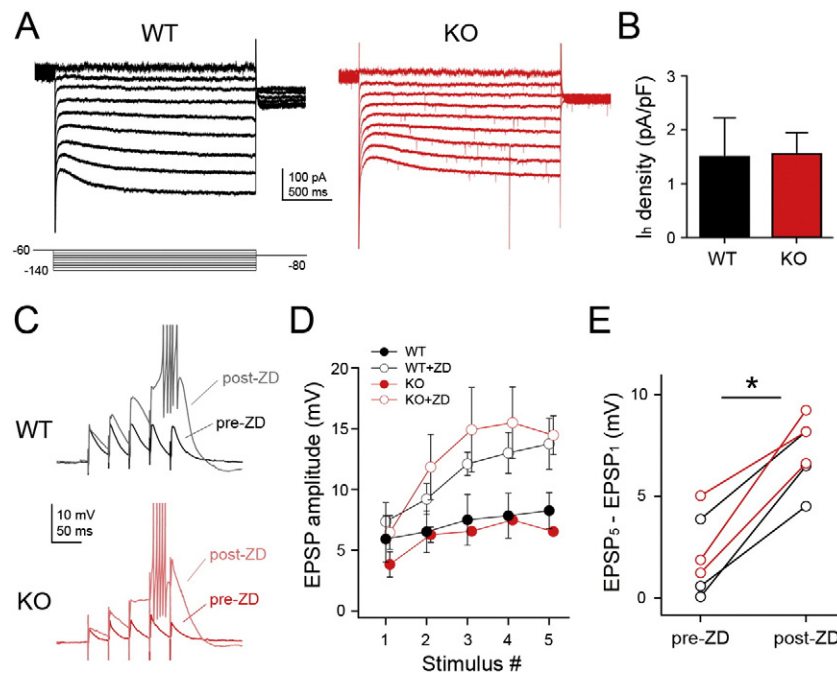 A
WT
KO
100 pA
500 ms
-60
-140
-80
B
Ih density (pA/pF)
3
2
1
0
WT
KO
C
WT
post-ZD
pre-ZD
10 mV
50 ms
KO
post-ZD
pre-ZD
D
EPSP amplitude (mV)
20
15
10
5
0
WT
WT+ZD
KO
KO+ZD
1 2 3 4 5
Stimulus #
E
EPSP5 - EPSP1 (mV)
10
5
0
*
pre-ZD post-ZD